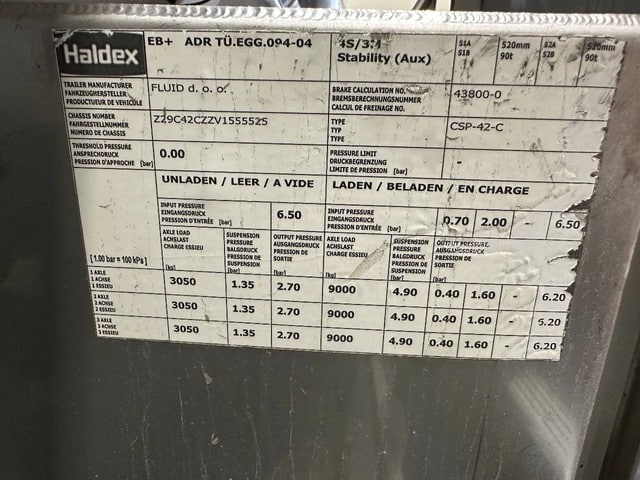 Haldex
EB+ ADR TÜ.EGG.094-04
4S/3M
Stability (Aux)
S1A
S1B
520mm
90t
S2A
S2B
520mm
90t
TRAILER MANUFACTURER
FAHRZEUGHERSTELLER
PRODUCTUEUR DE VEHICULE
FLUID d. o. o.
BRAKE CALCULATION NO.
BREMSBERECHNUNGSNUMMER
CALCUL DE FREINAGE NO.
43800-0
CHASSIS NUMBER
FAHRGESTELLNUMMER
NUMERO DE CHASSIS
Z29C42CZZV1555525
TYPE
TYP
TYPE
CSP-42-C
THRESHOLD PRESSURE
ANSPRECHDRUCK
PRESSION D'APPROCHE [bar]
0.00
PRESSURE LIMIT
DRUCKBEGRENZUNG
LIMITE DE PRESSION [bar]
-
UNLADEN / LEER / A VIDE
LADEN / BELADEN / EN CHARGE
INPUT PRESSURE
EINGANGSDRUCK
PRESSION D'ENTRÉE [bar]
6.50
INPUT PRESSURE
EINGANGSDRUCK
PRESSION D'ENTRÉE [bar]
0.70 2.00 - 6.50
[1.00 bar = 100 kPa]
AXLE LOAD
ACHSLAST
CHARGE ESSIEU
[kg]
SUSPENSION
PRESSURE
BALGDRUCK
PRESSION DE
SUSPENSION
[bar]
OUTPUT PRESSURE
AUSGANGSDRUCK
PRESSION DE
SORTIE
[bar]
AXLE LOAD
ACHSLAST
CHARGE ESSIEU
[kg]
SUSPENSION
PRESSURE
BALGDRUCK
PRESSION DE
SUSPENSION
[bar]
OUTPUT PRESSURE
AUSGANGSDRUCK
PRESSION DE
SORTIE
[bar]
1 AXLE
1 ACHSE
1 ESSIEU
3050 1.35 2.70 9000 4.90 0.40 1.60 - 6.20
2 AXLE
2 ACHSE
2 ESSIEU
3050 1.35 2.70 9000 4.90 0.40 1.60 - 6.20
3 AXLE
3 ACHSE
3 ESSIEU
3050 1.35 2.70 9000 4.90 0.40 1.60 - 6.20